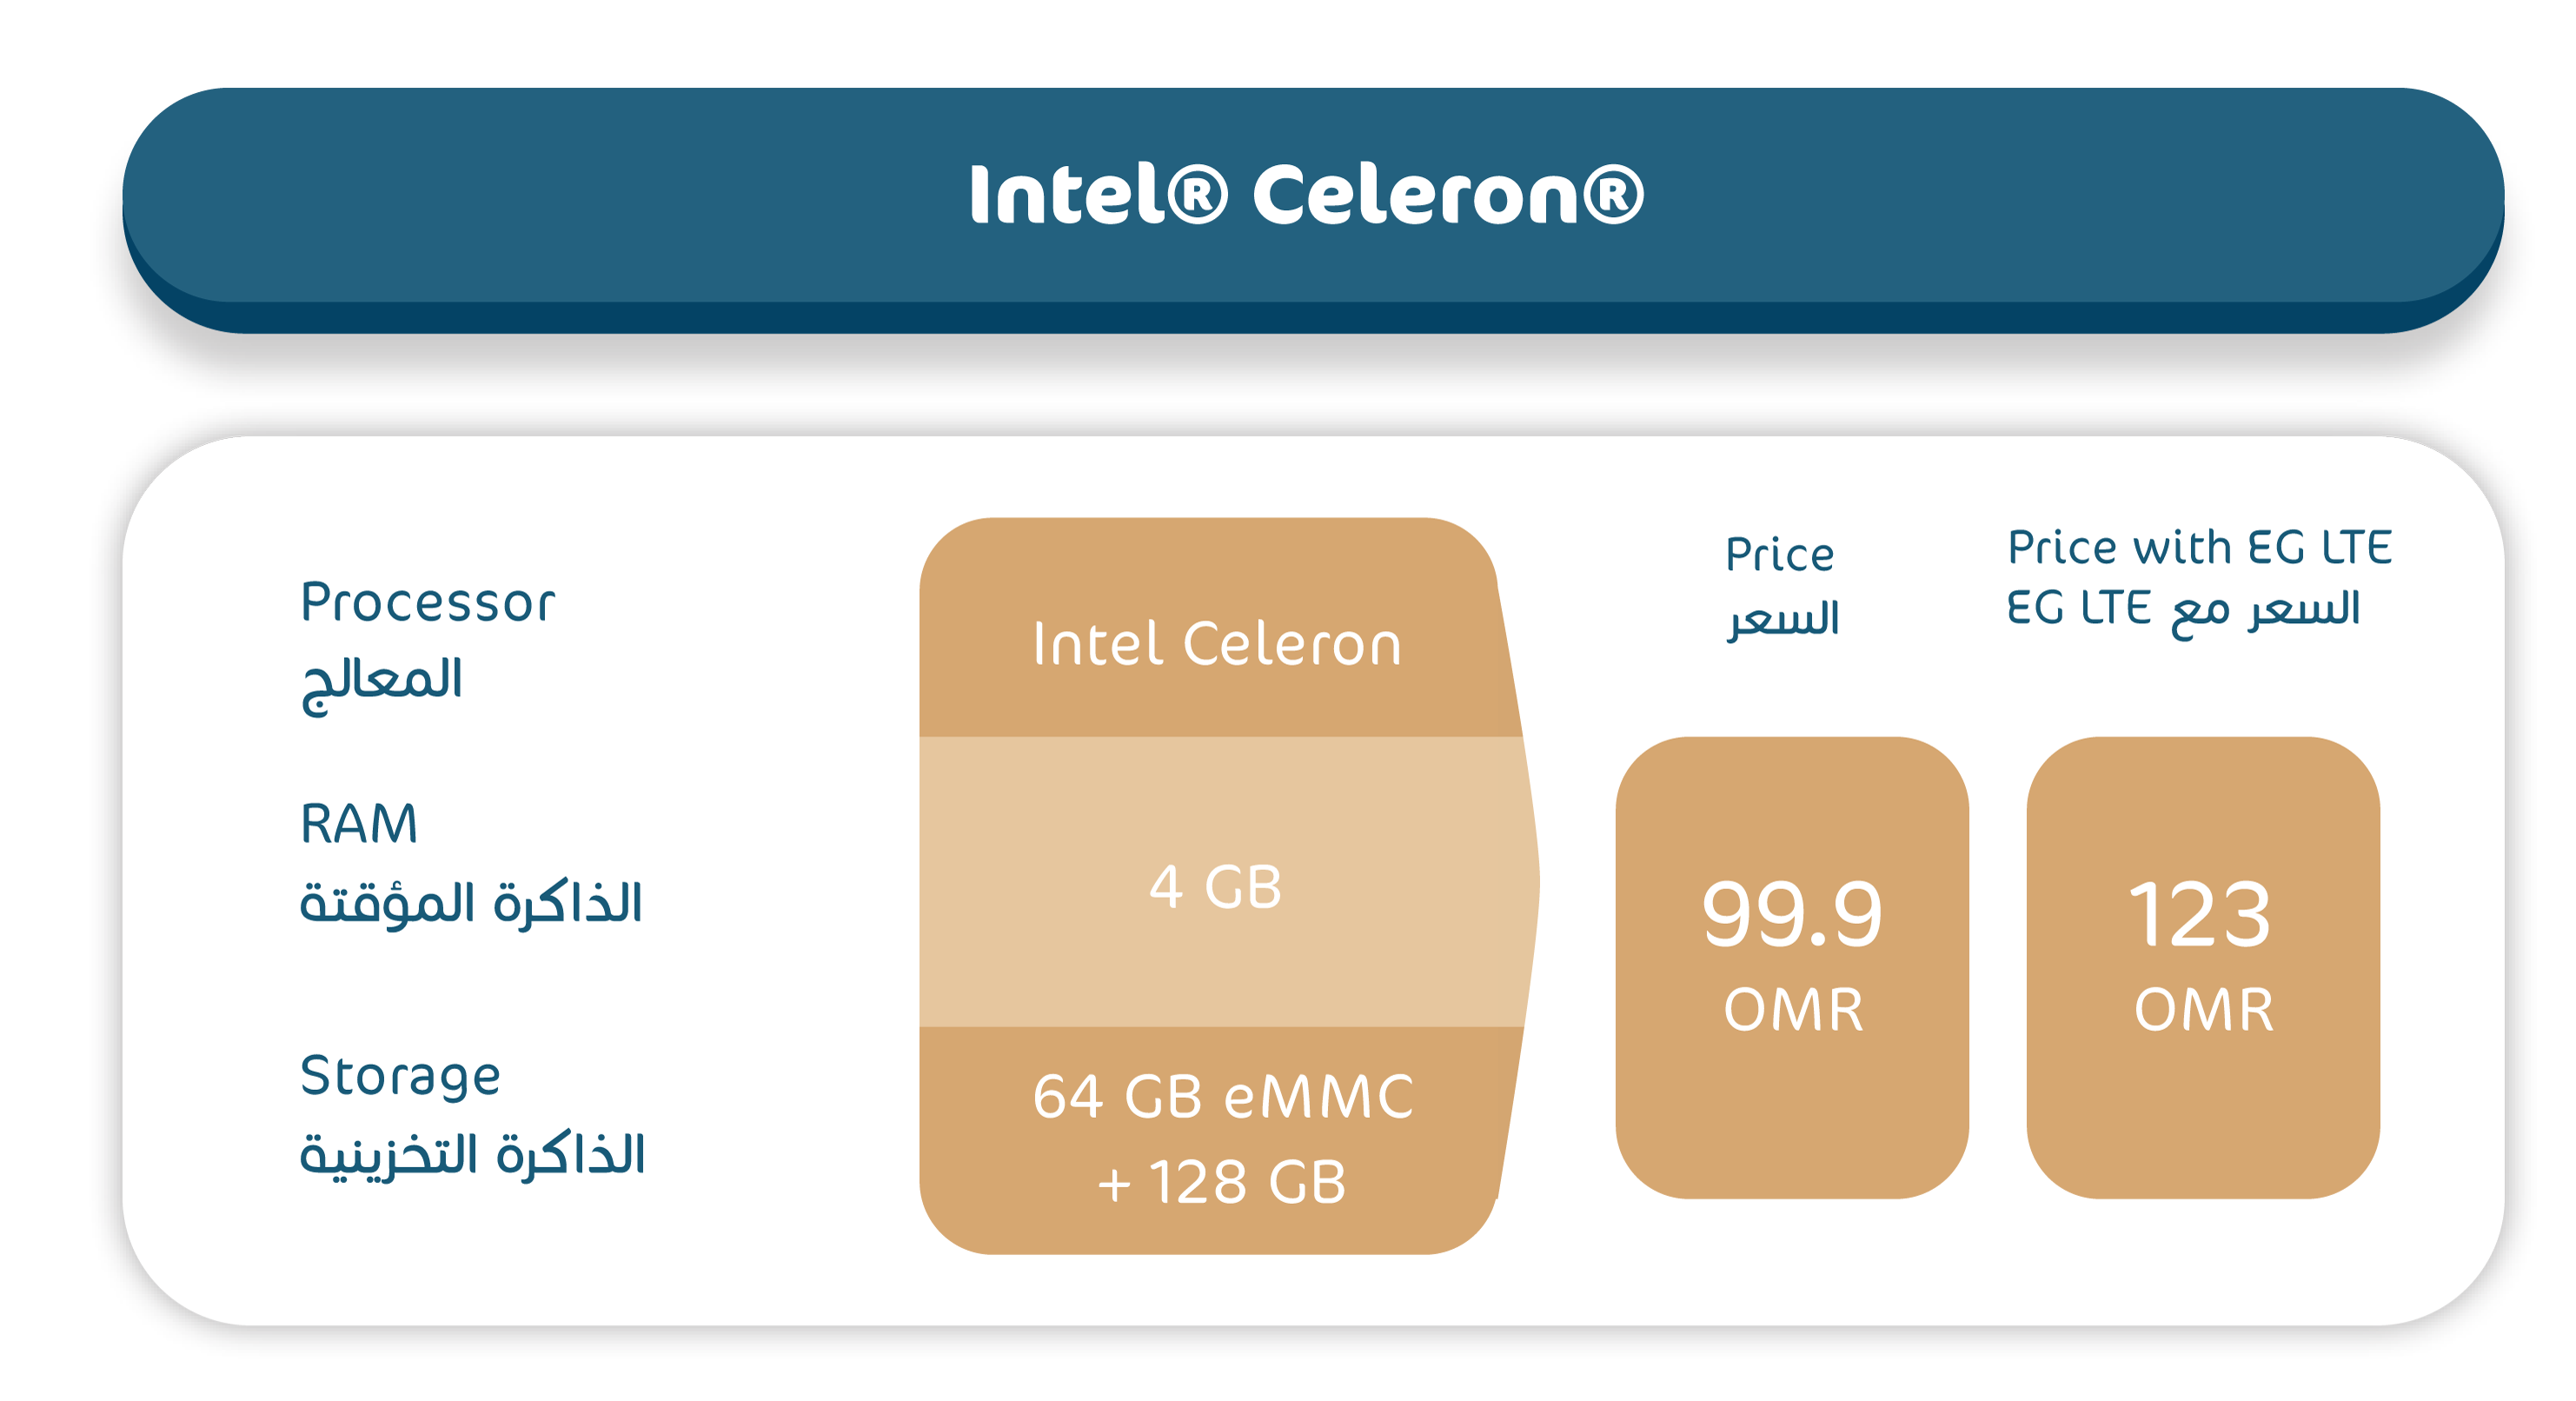 Intel® Celeron®
Processor
المعالج
Intel Celeron
RAM
الذاكرة المؤقتة
4 GB
Storage
الذاكرة التخزينية
64 GB eMMC
+ 128 GB
Price
السعر
99.9
OMR
Price with EG LTE
السعر مع EG LTE
123
OMR